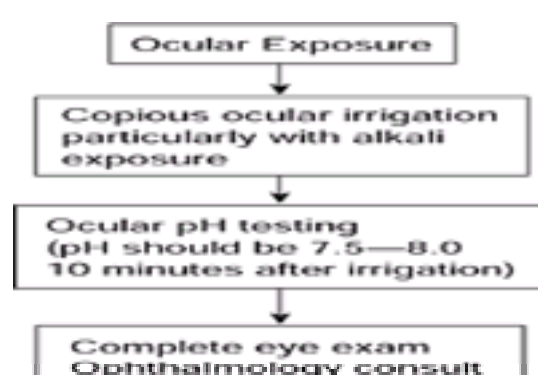 Ocular Exposure
Copious ocular irrigation
particularly with alkali
exposure
Ocular pH testing
(pH should be 7.5—8.0
10 minutes after irrigation)
Complete eye exam
Ophthalmology consult